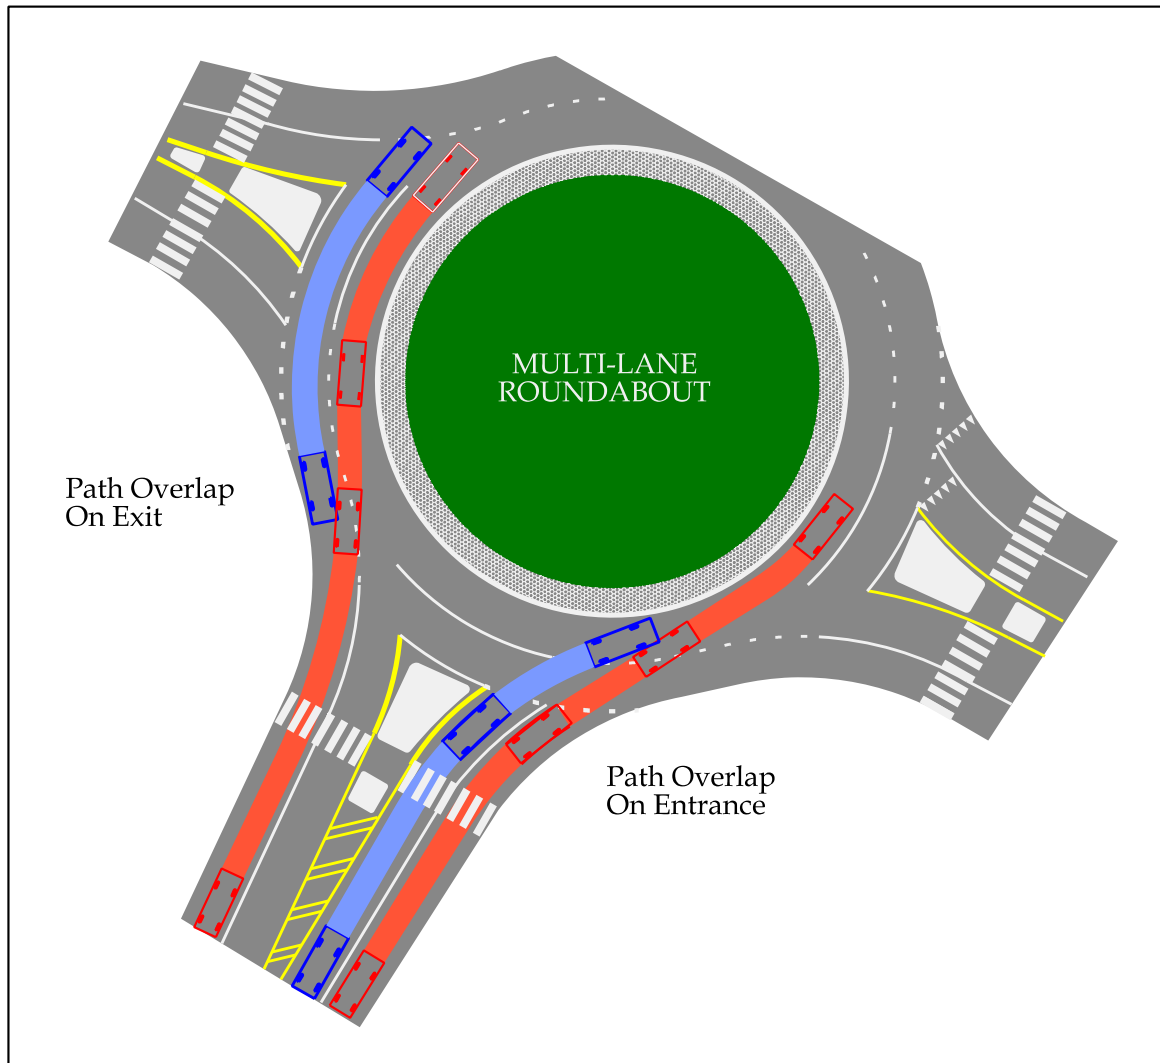 MULTI-LANE
ROUNDABOUT
Path Overlap
On Exit
Path Overlap
On Entrance